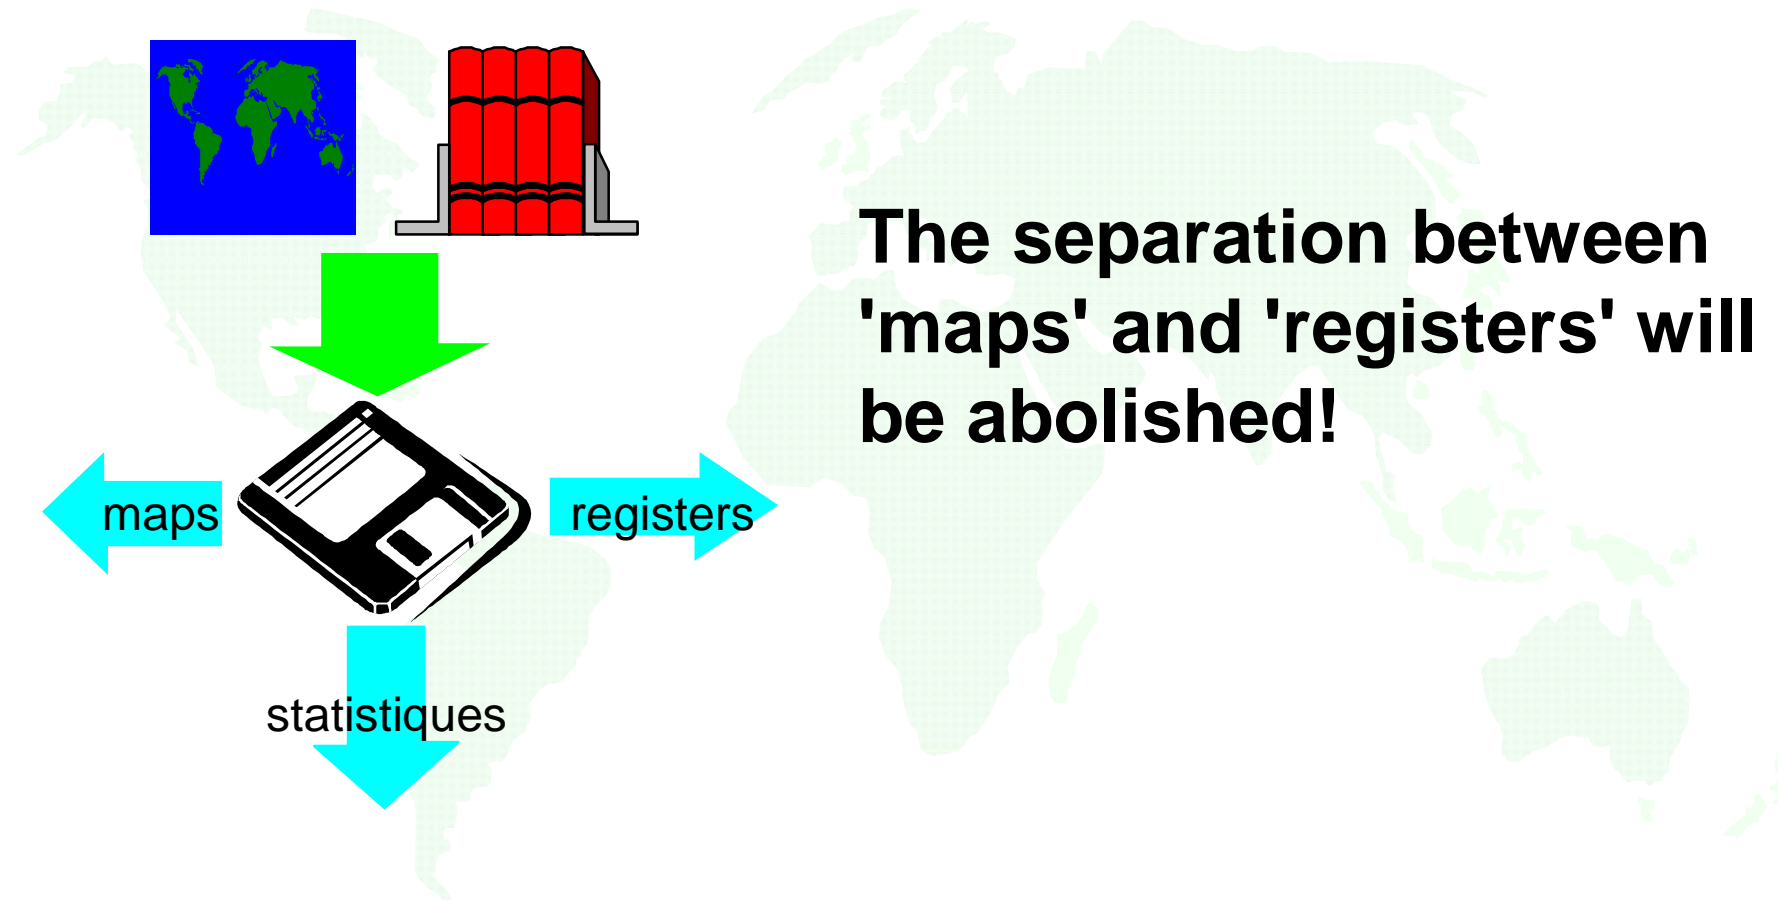 The separation between
'maps' and 'registers' will
be abolished!
maps
registers
statistiques